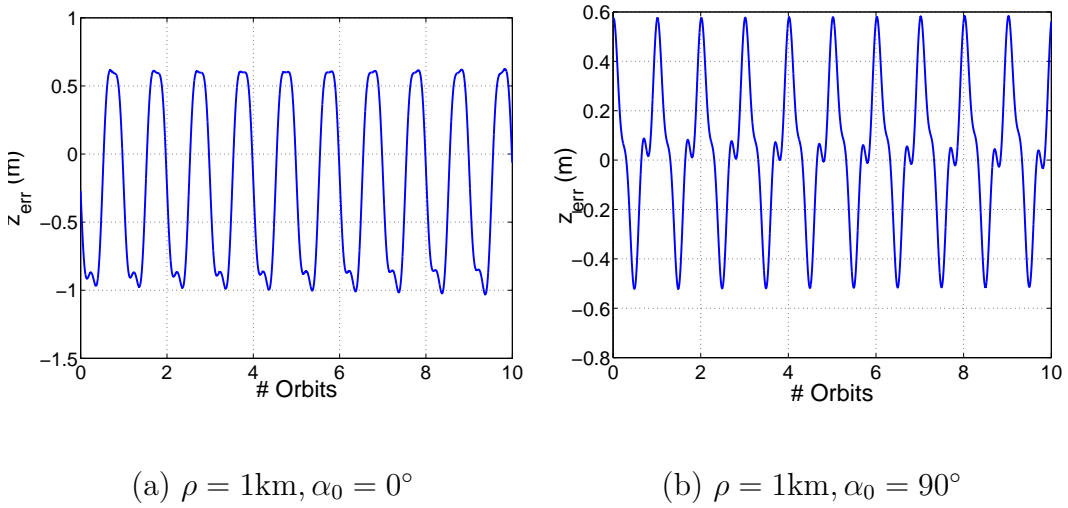 1
0.5
0
−0.5
−1
−1.5
z_err (m)
0 2 4 6 8 10
# Orbits
(a) ρ = 1km, α₀ = 0°
0.6
0.4
0.2
0
−0.2
−0.4
−0.6
−0.8
z_err (m)
0 2 4 6 8 10
# Orbits
(b) ρ = 1km, α₀ = 90°